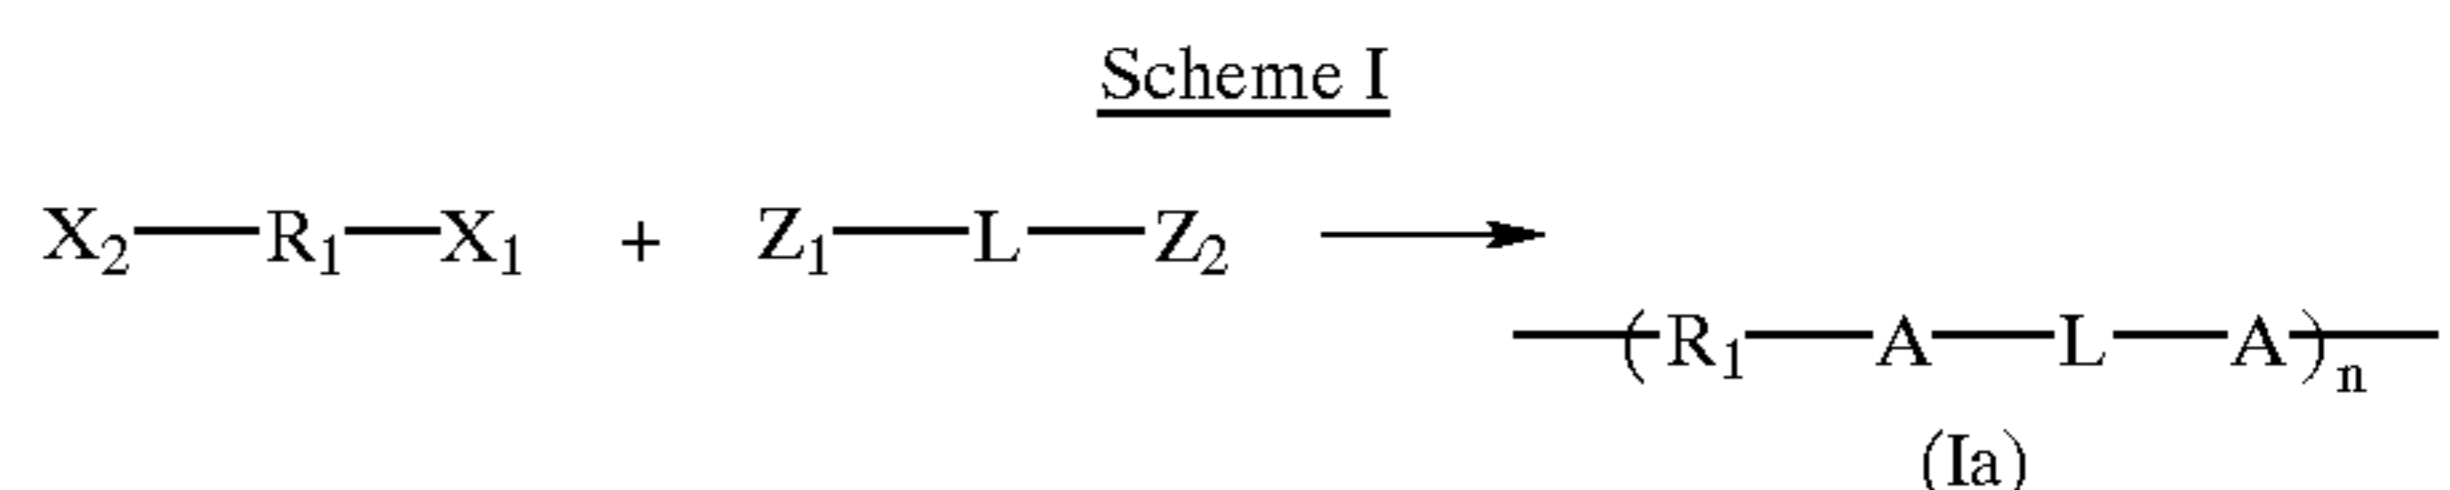 Scheme I
X₂—R₁—X₁ + Z₁—L—Z₂ ⟶
—(R₁—A—L—A)ₙ—
(Ia)